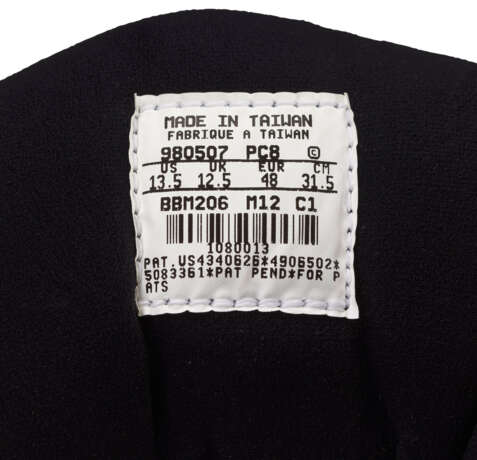 MADE IN TAIWAN
FABRIQUE A TAIWAN
980507 PC8 ©
US UK EUR CM
13.5 12.5 48 31.5
BBM206 M12 C1
1080013
PAT.US4340626*4906502*
5083361*PAT PEND*FOR P
ATS